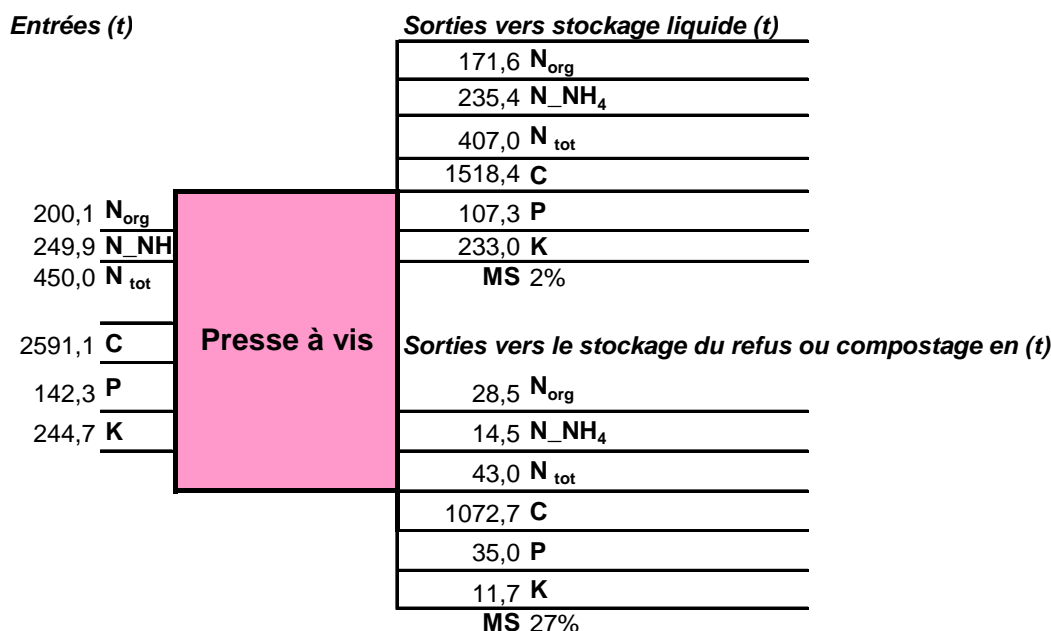 Entrées (t)
Sorties vers stockage liquide (t)
171,6 Norg
235,4 N_NH4
407,0 N tot
1518,4 C
107,3 P
233,0 K
MS 2%
200,1 Norg
249,9 N_NH
450,0 N tot
2591,1 C
142,3 P
244,7 K
Presse à vis
Sorties vers le stockage du refus ou compostage en (t)
28,5 Norg
14,5 N_NH4
43,0 N tot
1072,7 C
35,0 P
11,7 K
MS 27%